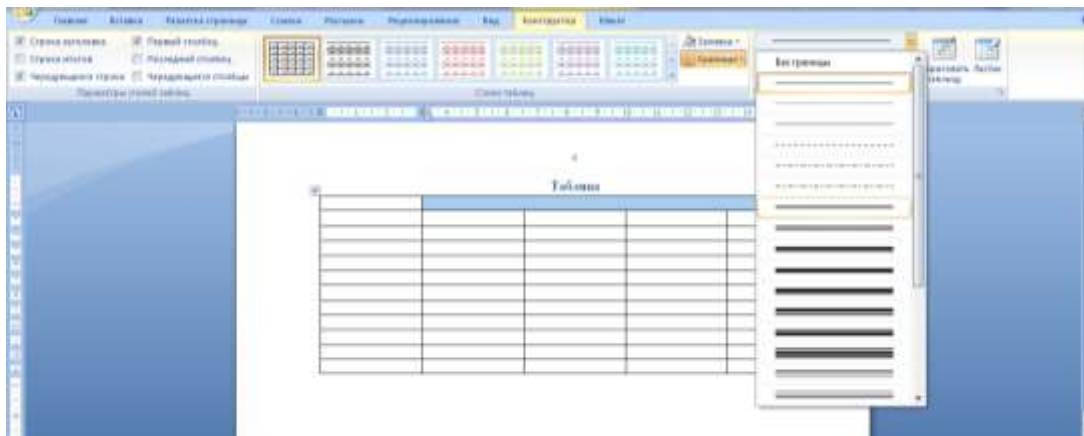 Главная Вставка Разметка страницы Ссылки Рассылки Рецензирование Вид Конструктор Макет
Строка заголовка Первый столбец
Строка итогов Последний столбец
Чередующиеся строки Чередующиеся столбцы
Параметры стилей таблиц
Стили таблиц
Заливка
Границы
Без границы
Ластик
Таблица